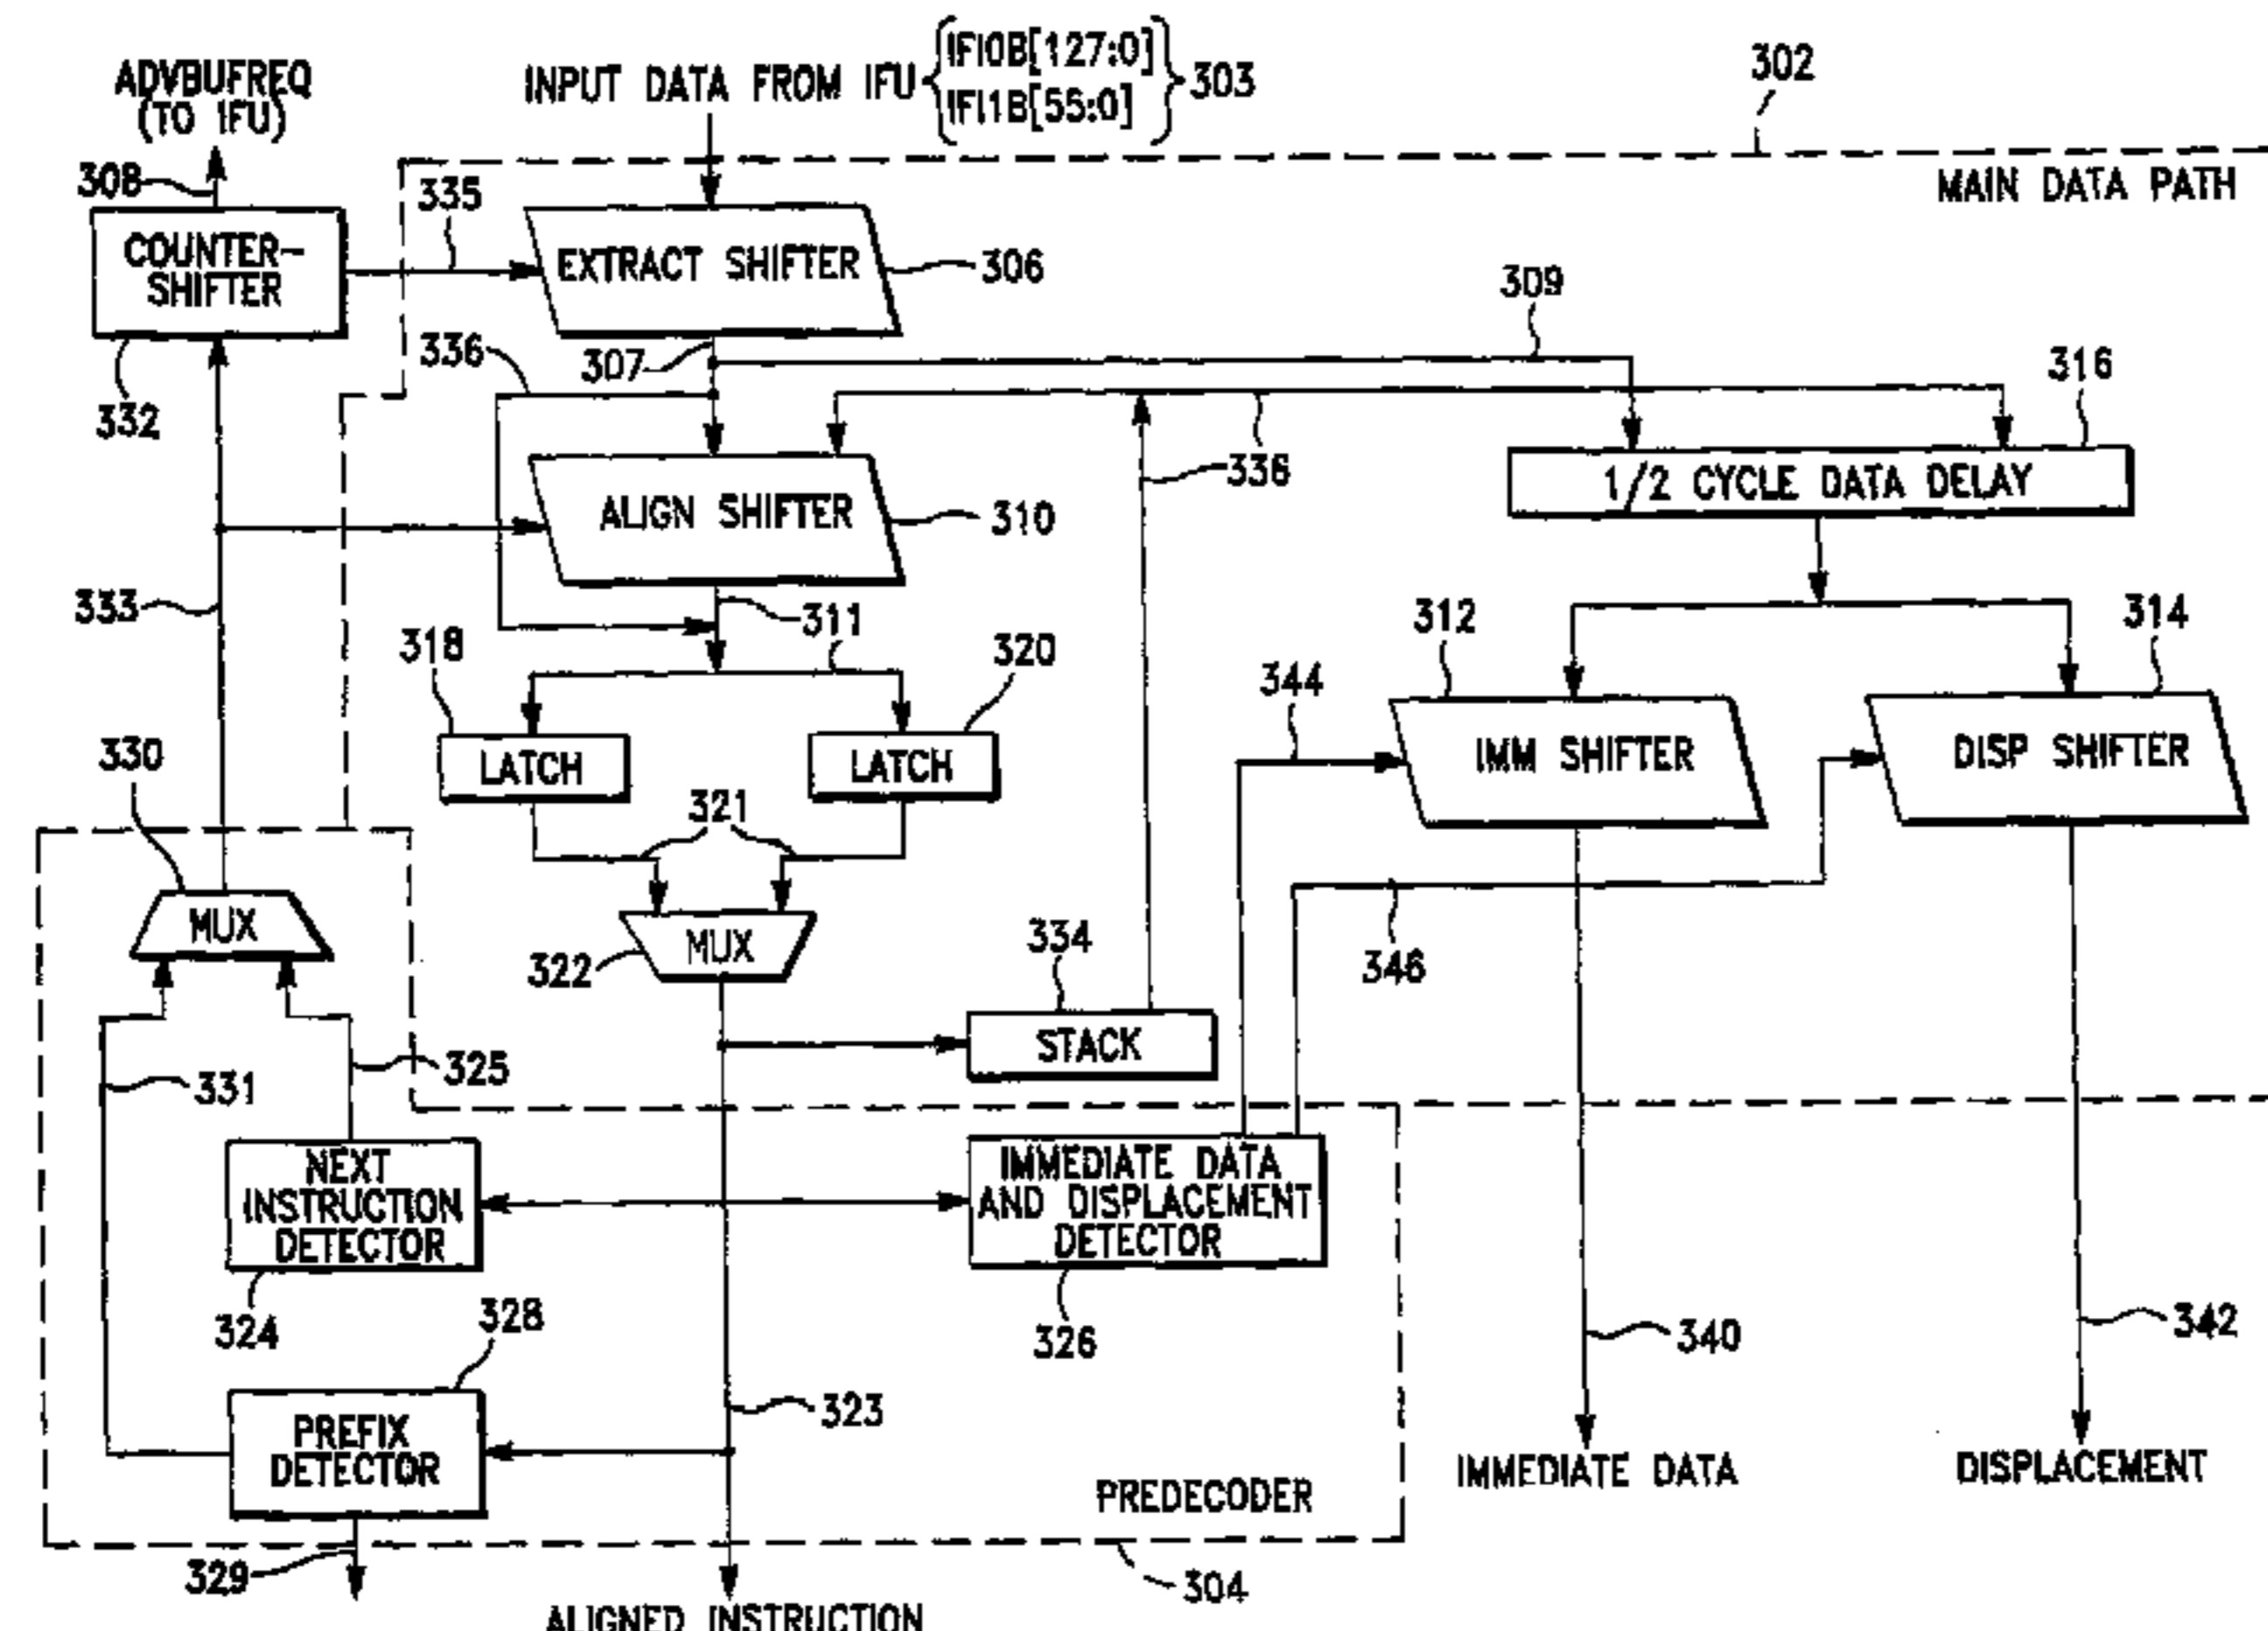 ADVBUFREQ
(TO IFU)
INPUT DATA FROM IFU
IFI0B[127:0]
IFI1B[55:0]
303
302
MAIN DATA PATH
308
335
COUNTER-
SHIFTER
EXTRACT SHIFTER
306
309
336
307
316
332
336
1/2 CYCLE DATA DELAY
ALIGN SHIFTER
310
333
311
312
314
318
320
344
330
LATCH
LATCH
IMM SHIFTER
DISP SHIFTER
321
MUX
MUX
322
334
346
STACK
325
331
NEXT
INSTRUCTION
DETECTOR
IMMEDIATE DATA
AND DISPLACEMENT
DETECTOR
324
328
326
340
342
323
PREFIX
DETECTOR
PREDECODER
IMMEDIATE DATA
DISPLACEMENT
329
304
ALIGNED INSTRUCTION